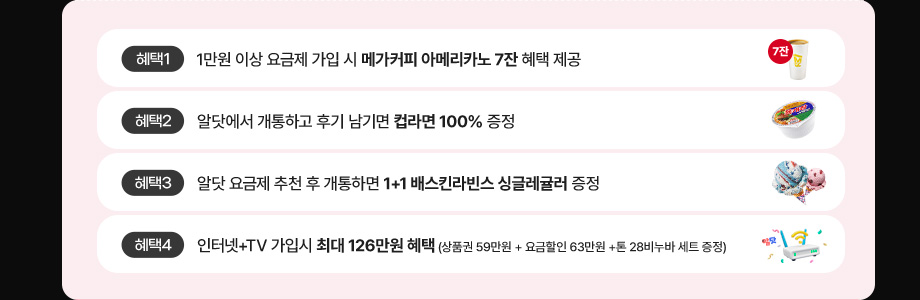 혜택1 1만원 이상 요금제 가입 시 메가커피 아메리카노 7잔 혜택 제공 7잔
혜택2 알닷에서 개통하고 후기 남기면 컵라면 100% 증정
혜택3 알닷 요금제 추천 후 개통하면 1+1 배스킨라빈스 싱글레귤러 증정
혜택4 인터넷+TV 가입시 최대 126만원 혜택 (상품권 59만원 + 요금할인 63만원 +톤 28비누바 세트 증정)